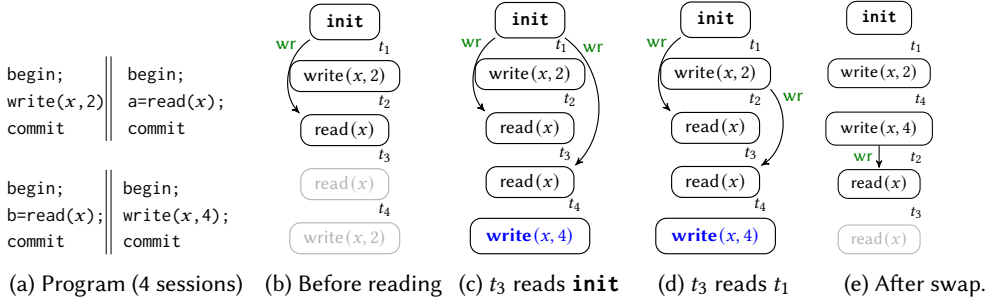 begin;
write(x,2)
commit
begin;
a=read(x);
commit
begin;
b=read(x);
commit
begin;
write(x,4);
commit
(a) Program (4 sessions)
init
wr
t1
write(x, 2)
t2
read(x)
t3
read(x)
t4
write(x, 2)
(b) Before reading
init
wr
t1
wr
write(x, 2)
t2
read(x)
t3
read(x)
t4
write(x, 4)
(c) t3 reads init
init
wr
t1
write(x, 2)
t2
wr
read(x)
t3
read(x)
t4
write(x, 4)
(d) t3 reads t1
init
t1
write(x, 2)
t4
write(x, 4)
wr
t2
read(x)
t3
read(x)
(e) After swap.